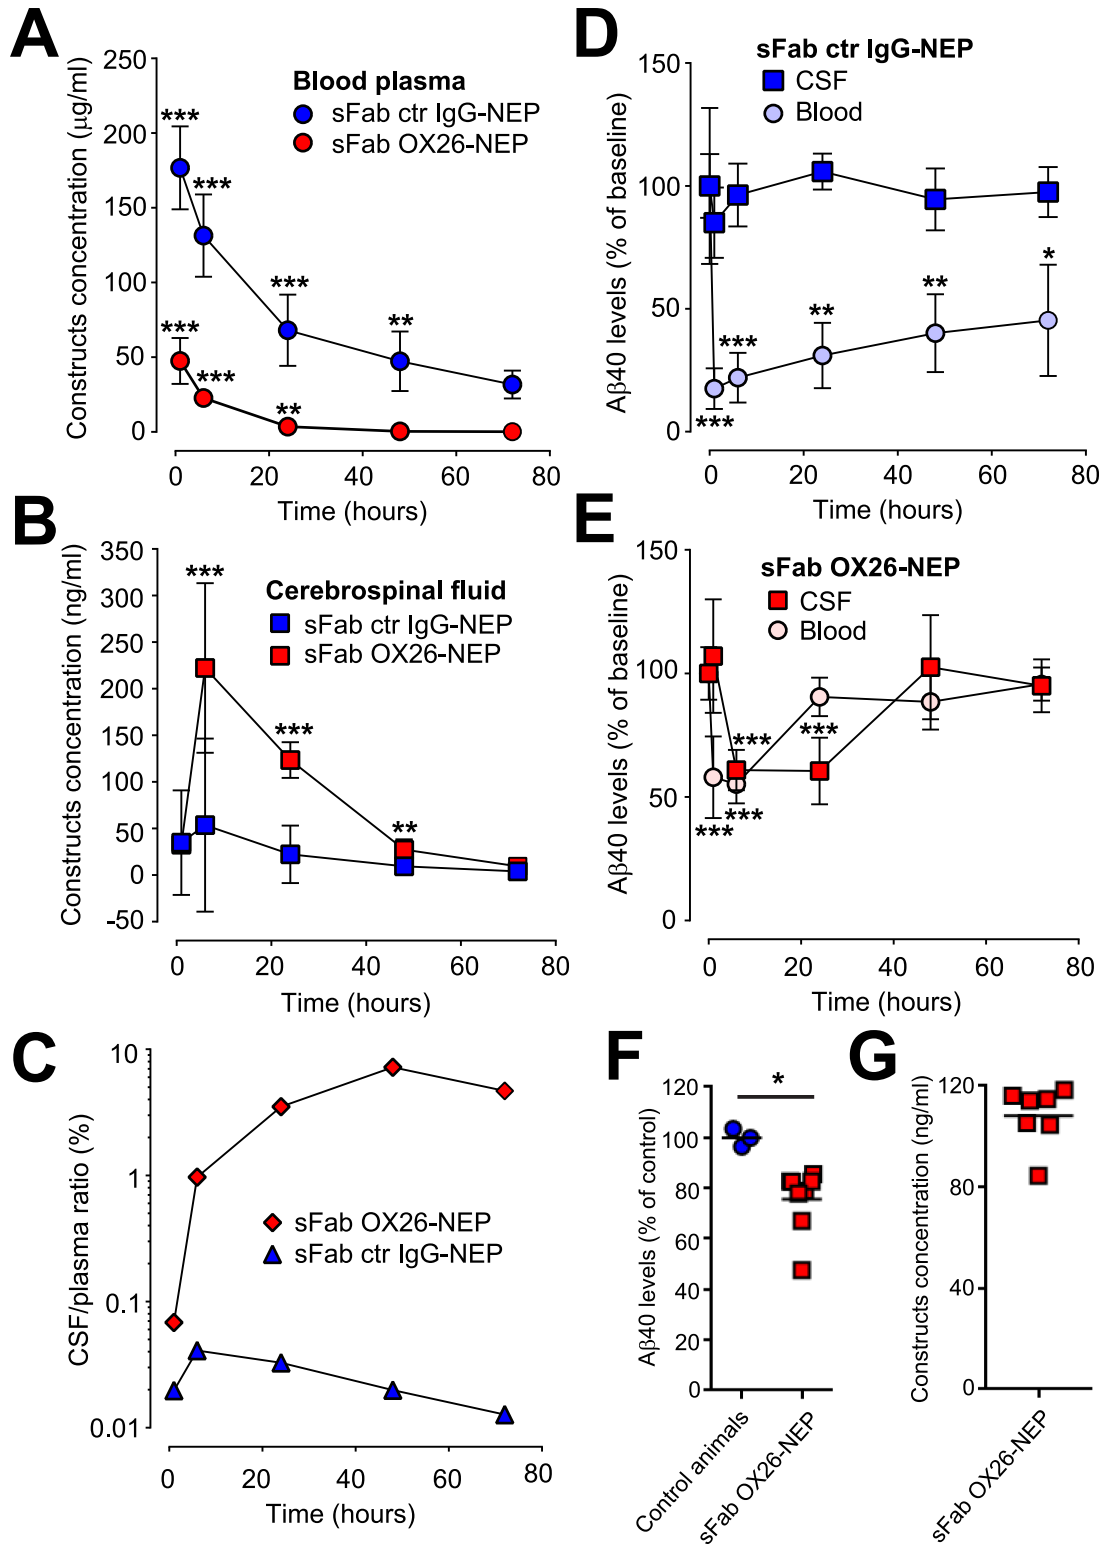 A
Constructs concentration (µg/ml)
250
200
150
100
50
0
Blood plasma
sFab ctr IgG-NEP
sFab OX26-NEP
***
***
***
**
***
***
**
0 20 40 60 80
Time (hours)
B
Constructs concentration (ng/ml)
350
300
250
200
150
100
50
0
-50
Cerebrospinal fluid
sFab ctr IgG-NEP
sFab OX26-NEP
***
***
**
0 20 40 60 80
Time (hours)
C
CSF/plasma ratio (%)
10
1
0.1
0.01
sFab OX26-NEP
sFab ctr IgG-NEP
0 20 40 60 80
Time (hours)
D
Aβ40 levels (% of baseline)
150
100
50
0
sFab ctr IgG-NEP
CSF
Blood
***
***
**
**
*
0 20 40 60 80
Time (hours)
E
Aβ40 levels (% of baseline)
150
100
50
0
sFab OX26-NEP
CSF
Blood
***
***
***
***
0 20 40 60 80
Time (hours)
F
Aβ40 levels (% of control)
120
100
80
60
40
20
0
*
Control animals
sFab OX26-NEP
G
Constructs concentration (ng/ml)
120
80
40
0
sFab OX26-NEP